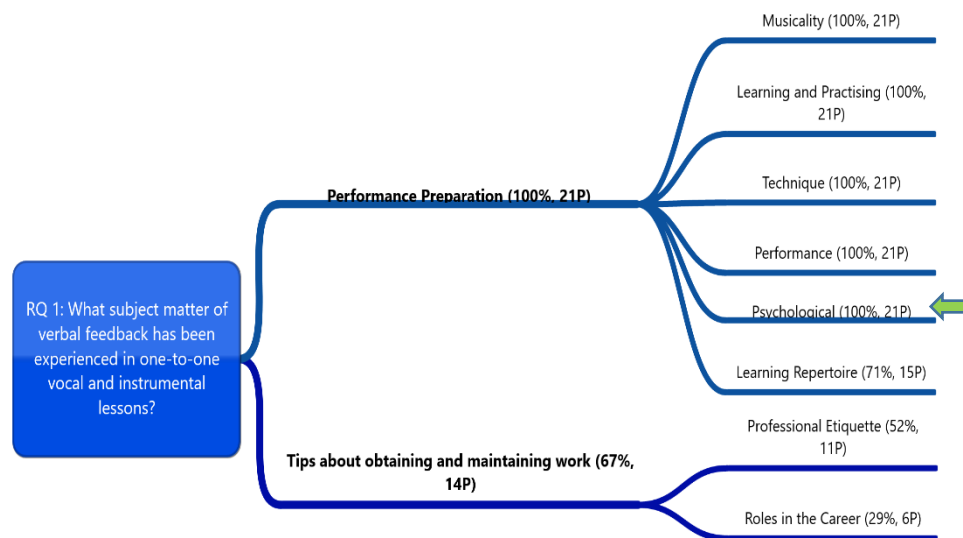 Musicality (100%, 21P)
Learning and Practising (100%,
21P)
Technique (100%, 21P)
Performance Preparation (100%, 21P)
Performance (100%, 21P)
Psychological (100%, 21P)
RQ 1: What subject matter of
verbal feedback has been
experienced in one-to-one
vocal and instrumental
lessons?
Learning Repertoire (71%, 15P)
Professional Etiquette (52%,
11P)
Tips about obtaining and maintaining work (67%,
14P)
Roles in the Career (29%, 6P)